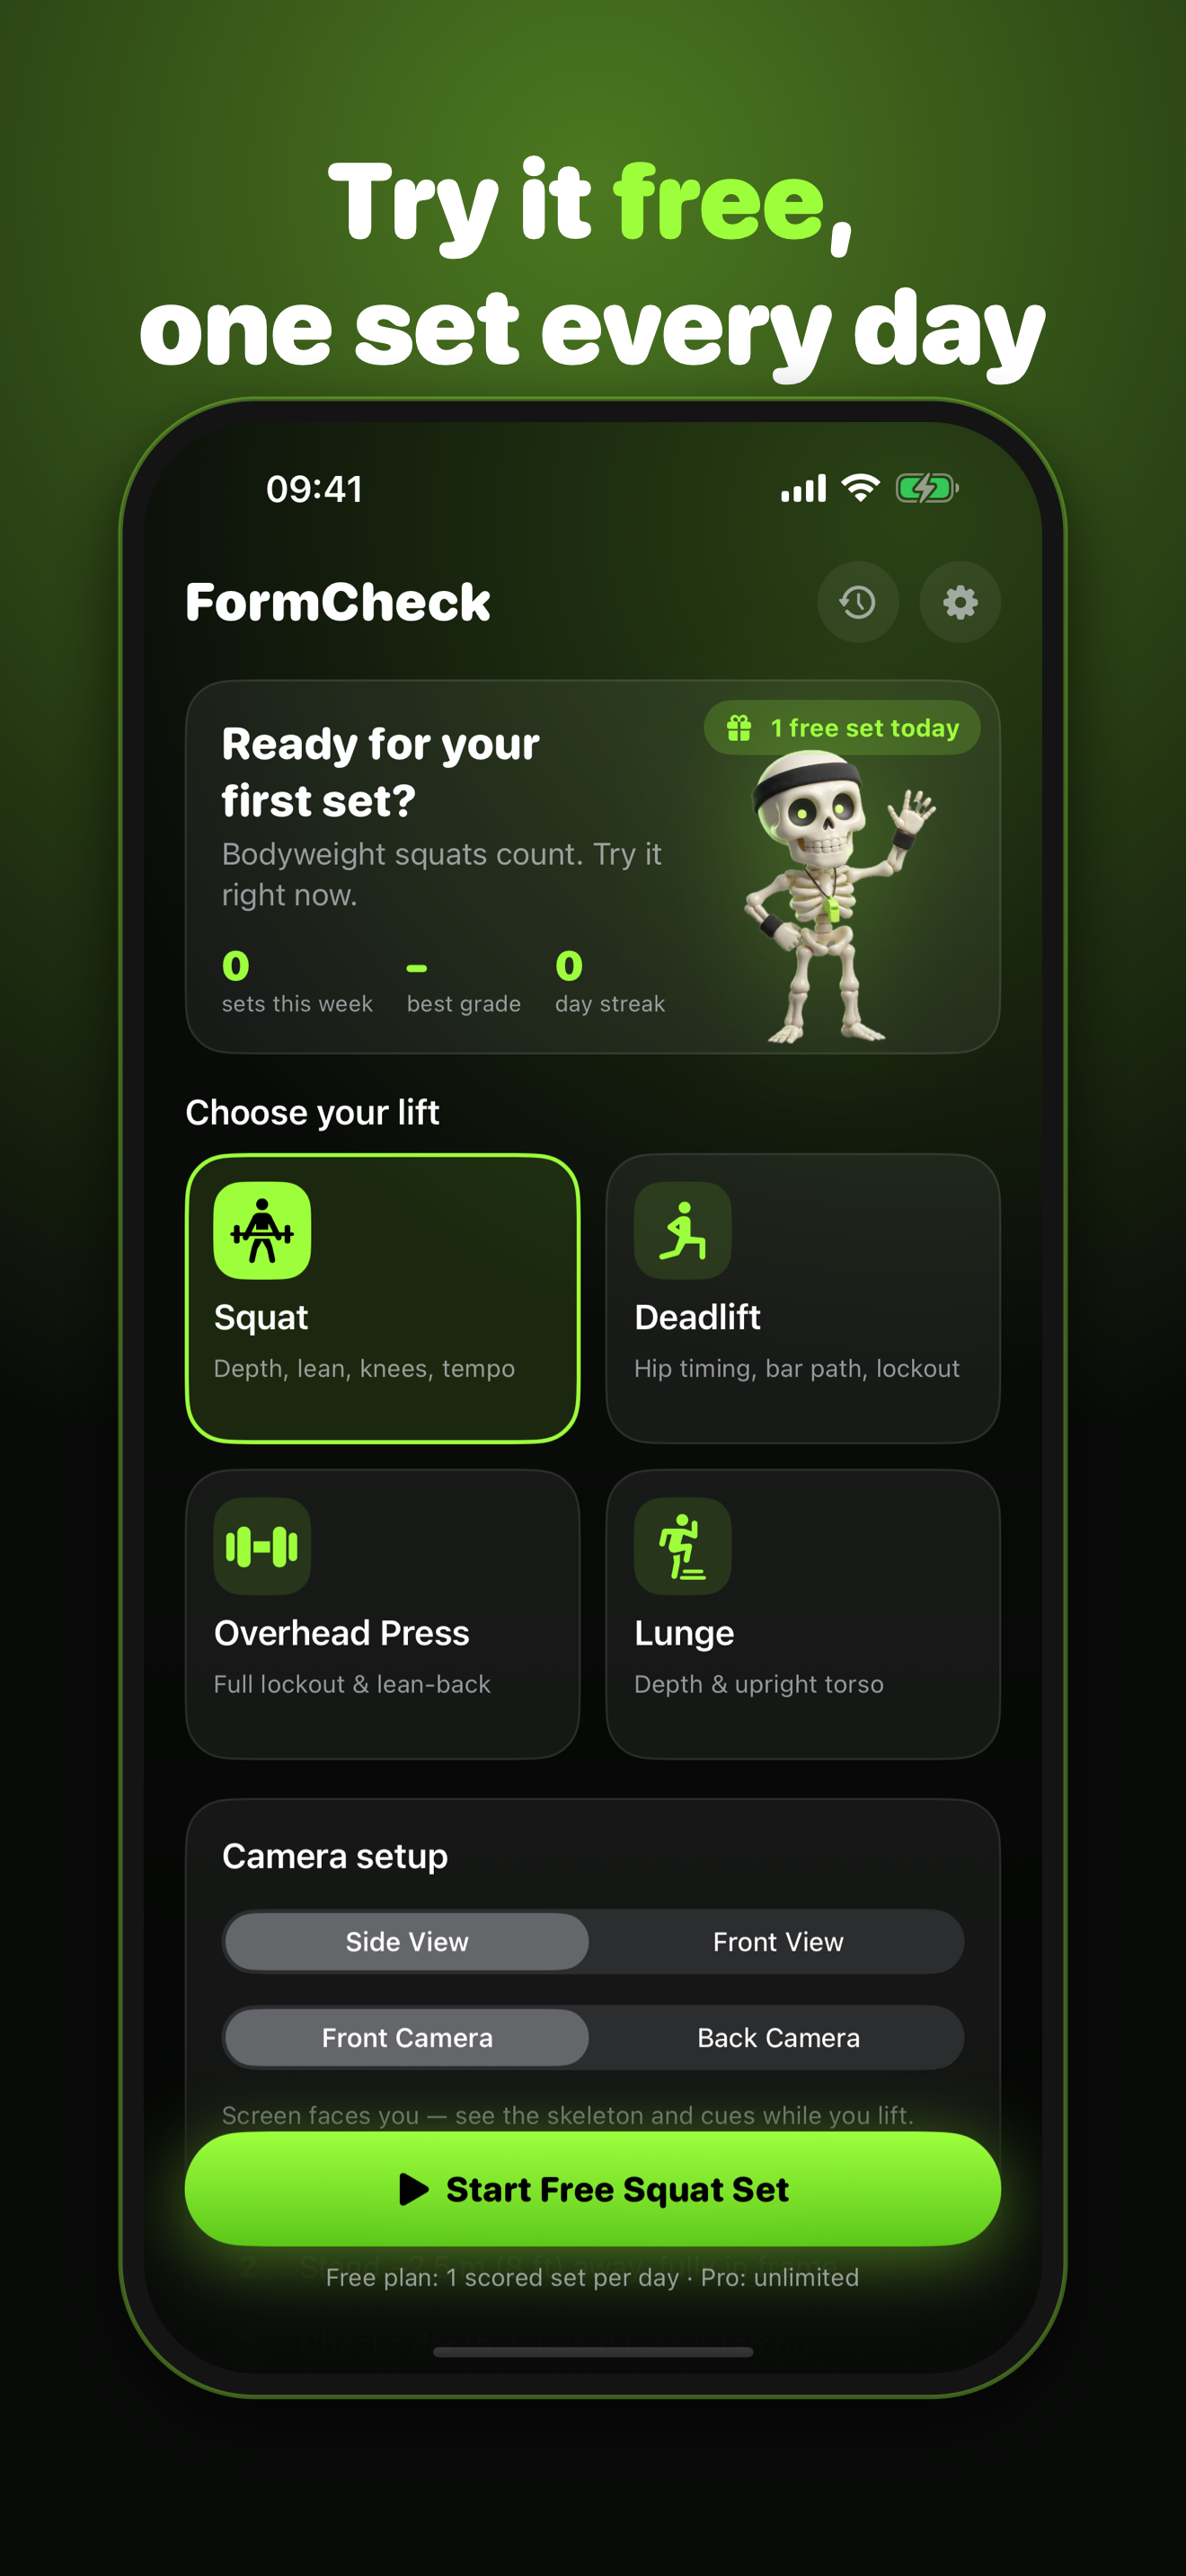 Try it free,
one set every day
09:41
FormCheck
1 free set today
Ready for your
first set?
Bodyweight squats count. Try it
right now.
0
sets this week
–
best grade
0
day streak
Choose your lift
Squat
Depth, lean, knees, tempo
Deadlift
Hip timing, bar path, lockout
Overhead Press
Full lockout & lean-back
Lunge
Depth & upright torso
Camera setup
Side View
Front View
Front Camera
Back Camera
Screen faces you — see the skeleton and cues while you lift.
Start Free Squat Set
Free plan: 1 scored set per day · Pro: unlimited